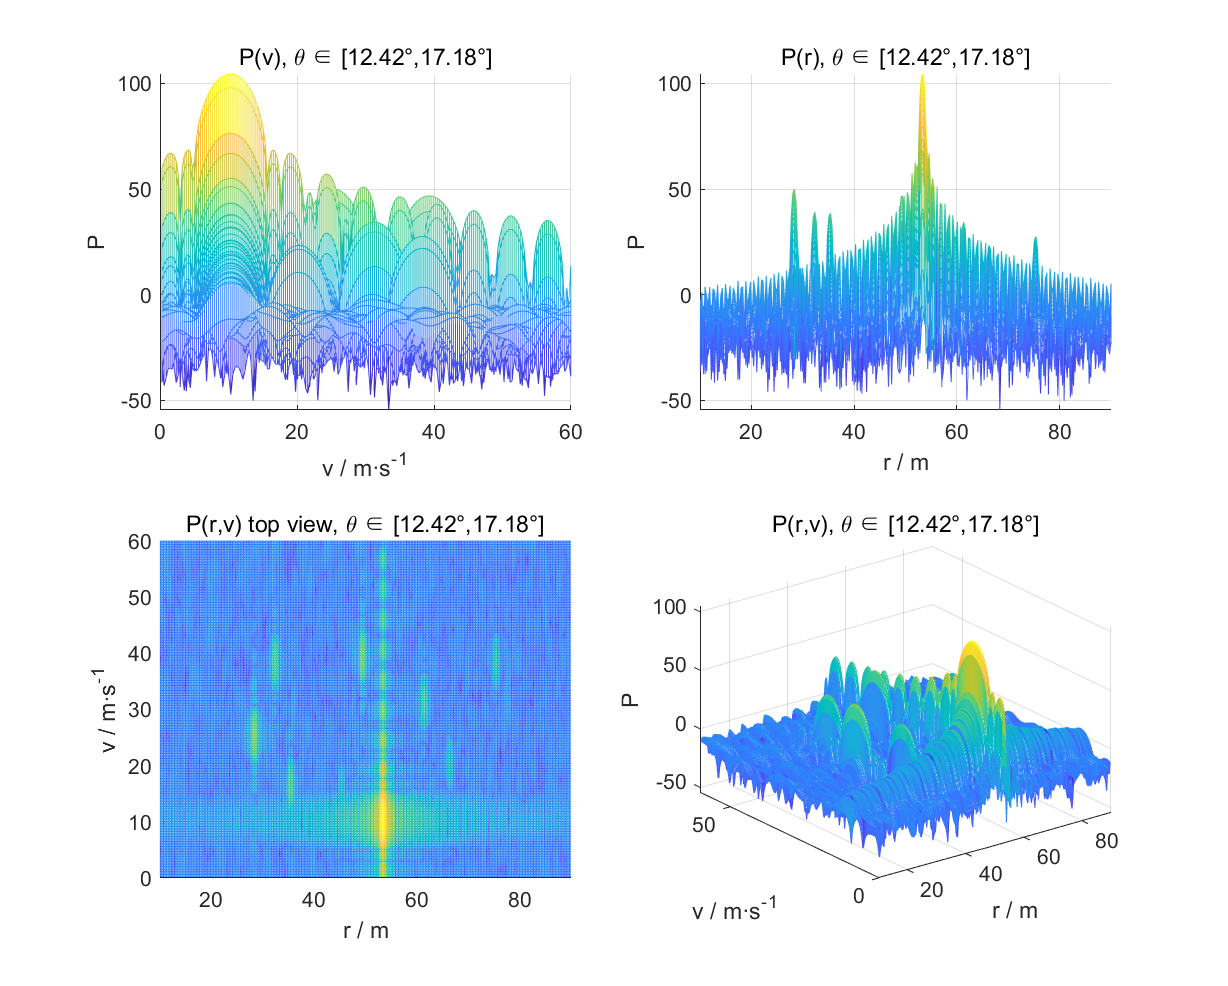 P(v), θ ∈ [12.42°,17.18°]
100
50
0
-50
P
0
20
40
60
v / m·s-1
P(r), θ ∈ [12.42°,17.18°]
100
50
0
-50
P
20
40
60
80
r / m
P(r,v) top view, θ ∈ [12.42°,17.18°]
60
50
40
30
20
10
0
v / m·s-1
20
40
60
80
r / m
P(r,v), θ ∈ [12.42°,17.18°]
100
50
0
-50
P
50
0
v / m·s-1
20
40
60
80
r / m